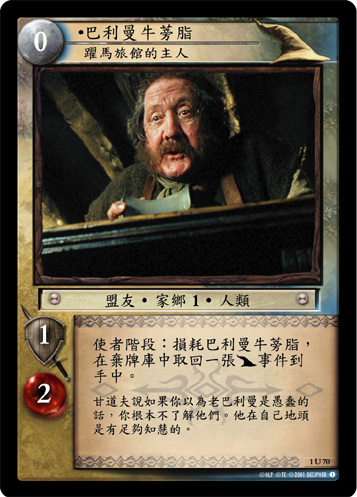 0
•巴利曼牛蒡脂
躍馬旅館的主人
盟友 • 家鄉 1 • 人類
1
2
使者階段：損耗巴利曼牛蒡脂，
在棄牌庫中取回一張 事件到
手中。
甘道夫說如果你以為老巴利曼是愚蠢的
話，你根本不了解他們。他在自己地頭
是有足夠知慧的。
1 U 70